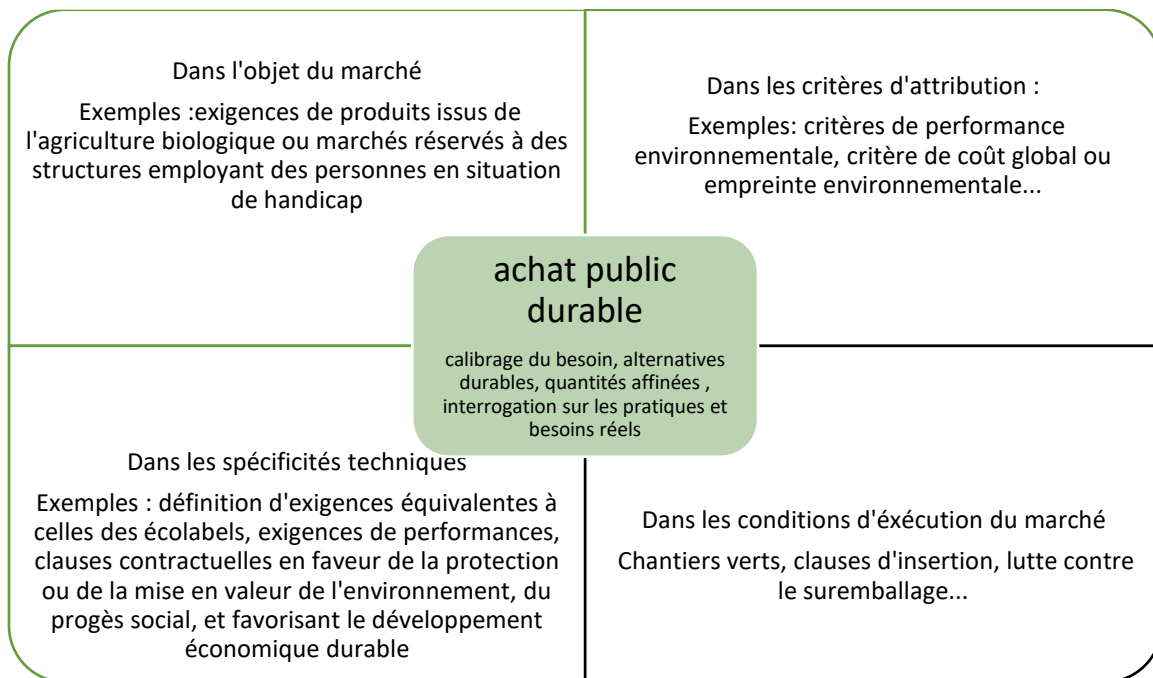 Dans l'objet du marché
Exemples :exigences de produits issus de
l'agriculture biologique ou marchés réservés à des
structures employant des personnes en situation
de handicap
Dans les critères d'attribution :
Exemples: critères de performance
environnementale, critère de coût global ou
empreinte environnementale...
achat public
durable
calibrage du besoin, alternatives
durables, quantités affinées ,
interrogation sur les pratiques et
besoins réels
Dans les spécificités techniques
Exemples : définition d'exigences équivalentes à
celles des écolabels, exigences de performances,
clauses contractuelles en faveur de la protection
ou de la mise en valeur de l'environnement, du
progès social, et favorisant le développement
économique durable
Dans les conditions d'éxécution du marché
Chantiers verts, clauses d'insertion, lutte contre
le suremballage...